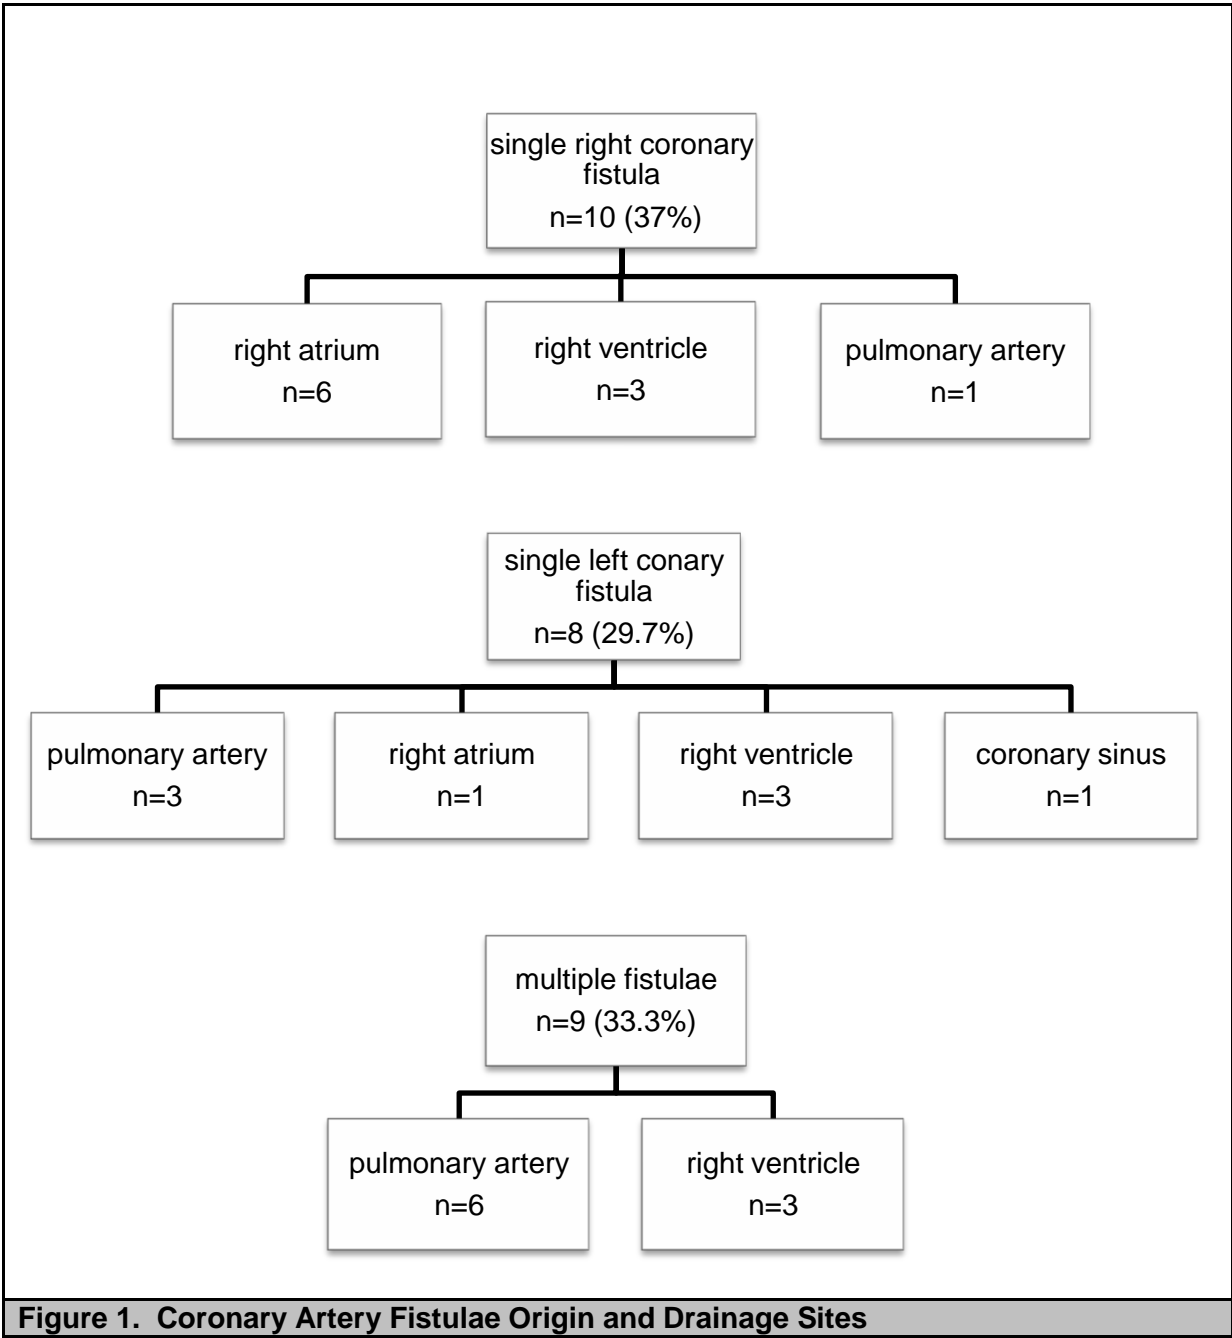 single right coronary
fistula
n=10 (37%)
right atrium
n=6
right ventricle
n=3
pulmonary artery
n=1
single left conary
fistula
n=8 (29.7%)
pulmonary artery
n=3
right atrium
n=1
right ventricle
n=3
coronary sinus
n=1
multiple fistulae
n=9 (33.3%)
pulmonary artery
n=6
right ventricle
n=3
Figure 1. Coronary Artery Fistulae Origin and Drainage Sites